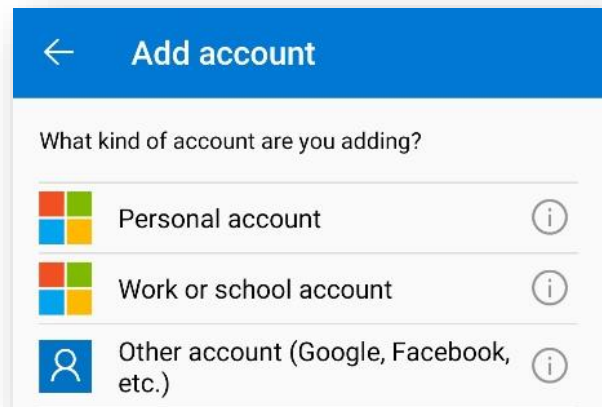 Add account
What kind of account are you adding?
Personal account
Work or school account
Other account (Google, Facebook,
etc.)